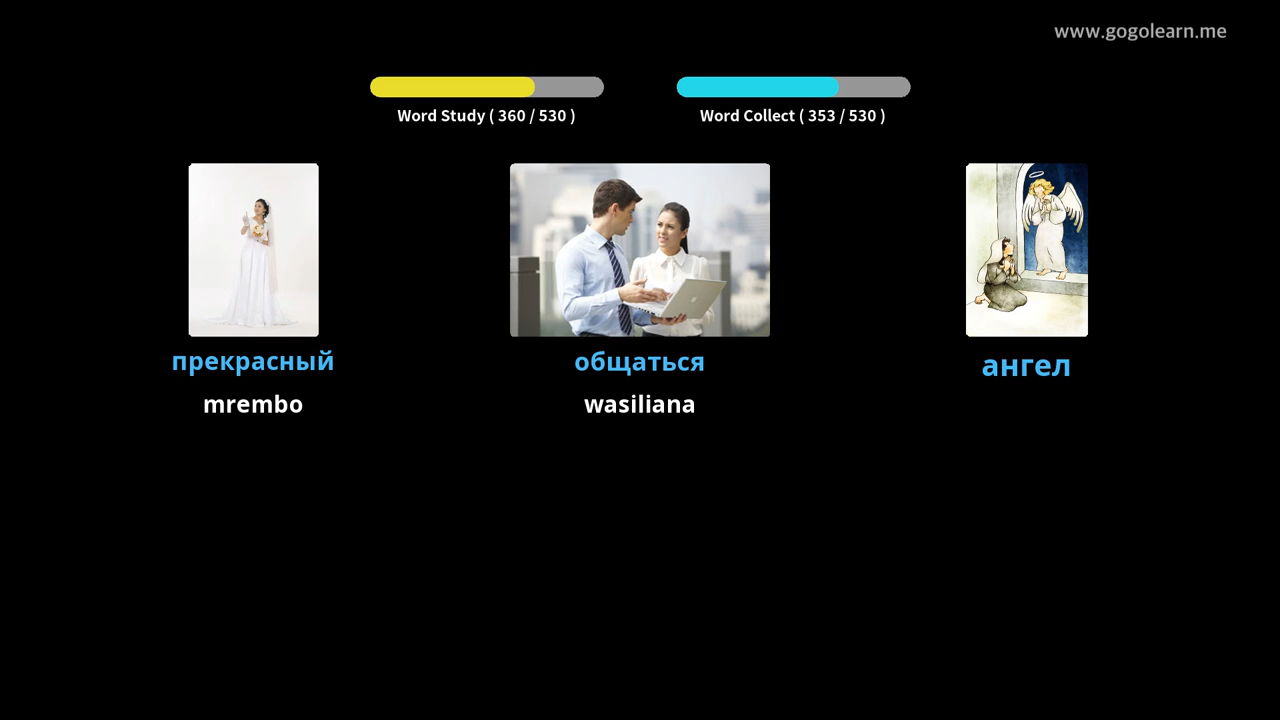 www.gogolearn.me
Word Study ( 360 / 530 )
Word Collect ( 353 / 530 )
прекрасный
общаться
ангел
mrembo
wasiliana